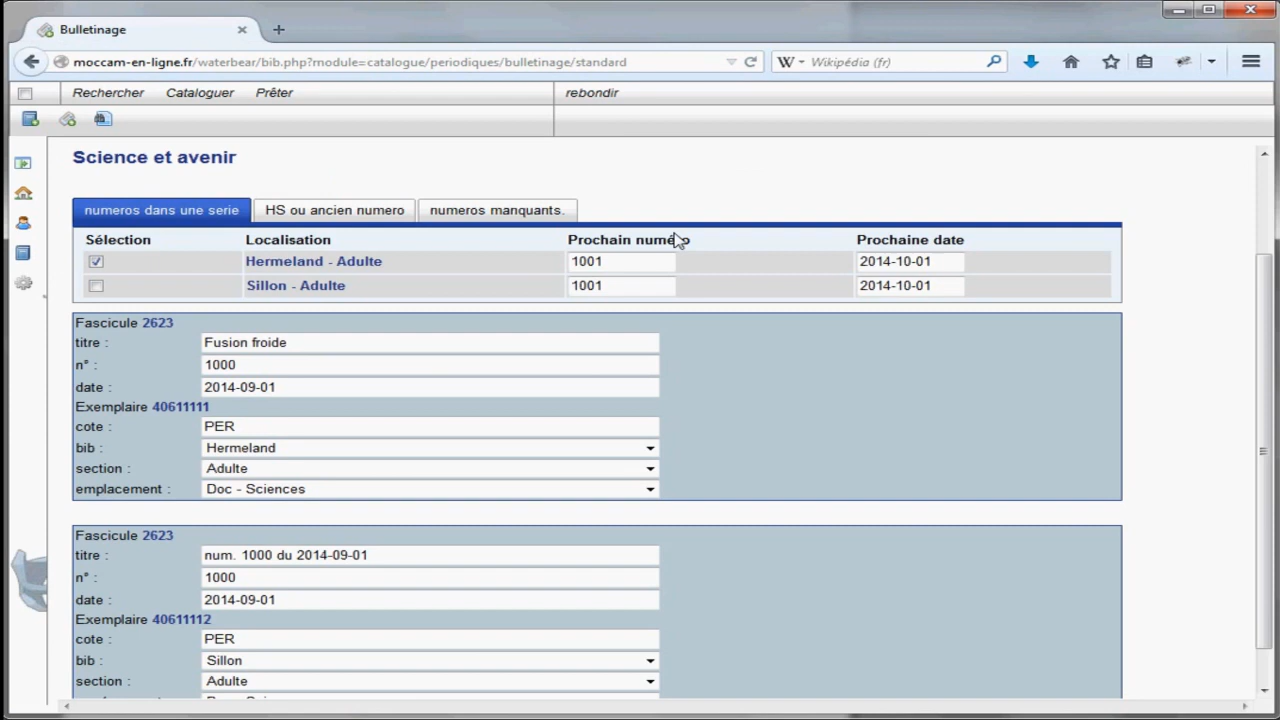 Bulletinage
moccam-en-ligne.fr/waterbear/bib.php?module=catalogue/periodiques/bulletinage/standard
W Wikipédia (fr)
Rechercher Cataloguer Prêter rebondir
Science et avenir
numeros dans une serie HS ou ancien numero numeros manquants.
Sélection Localisation Prochain numéro Prochaine date
Hermeland - Adulte 1001 2014-10-01
Sillon - Adulte 1001 2014-10-01
Fascicule 2623
titre : Fusion froide
n° : 1000
date : 2014-09-01
Exemplaire 40611111
cote : PER
bib : Hermeland
section : Adulte
emplacement : Doc - Sciences
Fascicule 2623
titre : num. 1000 du 2014-09-01
n° : 1000
date : 2014-09-01
Exemplaire 40611112
cote : PER
bib : Sillon
section : Adulte